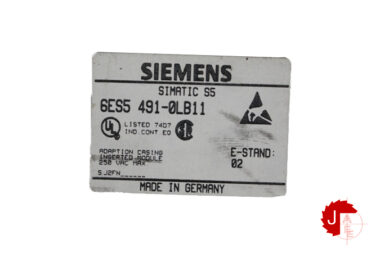 SIEMENS
SIMATIC S5
6ES5 491-0LB11
LISTED 74D7
IND.CONT EQ
ADAPTION CASING
INSERTED MODULE
250 VAC MAX
E-STAND:
02
MADE IN GERMANY